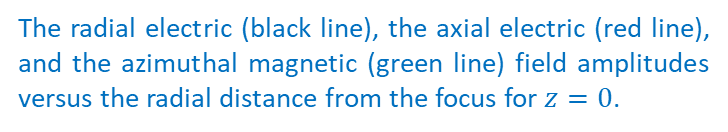 The radial electric (black line), the axial electric (red line),
and the azimuthal magnetic (green line) field amplitudes
versus the radial distance from the focus for z = 0.